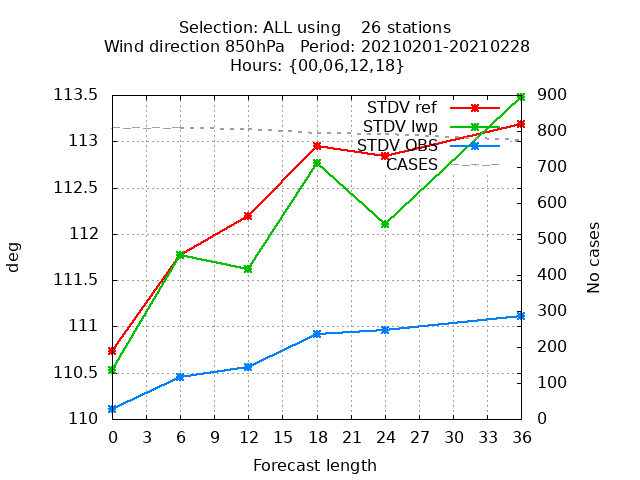 Selection: ALL using    26 stations
Wind direction 850hPa   Period: 20210201-20210228
Hours: {00,06,12,18}
STDV ref
STDV lwp
STDV OBS
CASES
113.5
113
112.5
112
111.5
111
110.5
110
deg
900
800
700
600
500
400
300
200
100
0
No cases
0 3 6 9 12 15 18 21 24 27 30 33 36
Forecast length